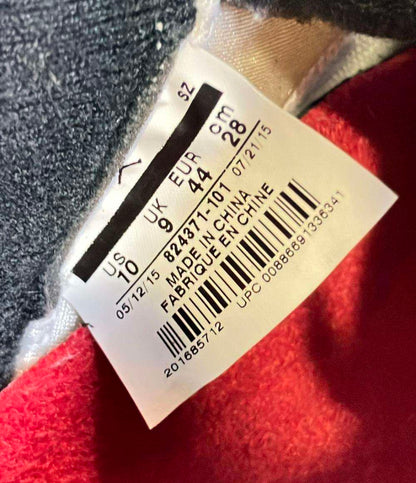 SZ
US UK EUR cm
10 9 44 28
05/12/15 824371-101 07/21/15
MADE IN CHINA
FABRIQUE EN CHINE
UPC 00886691336341
201685712